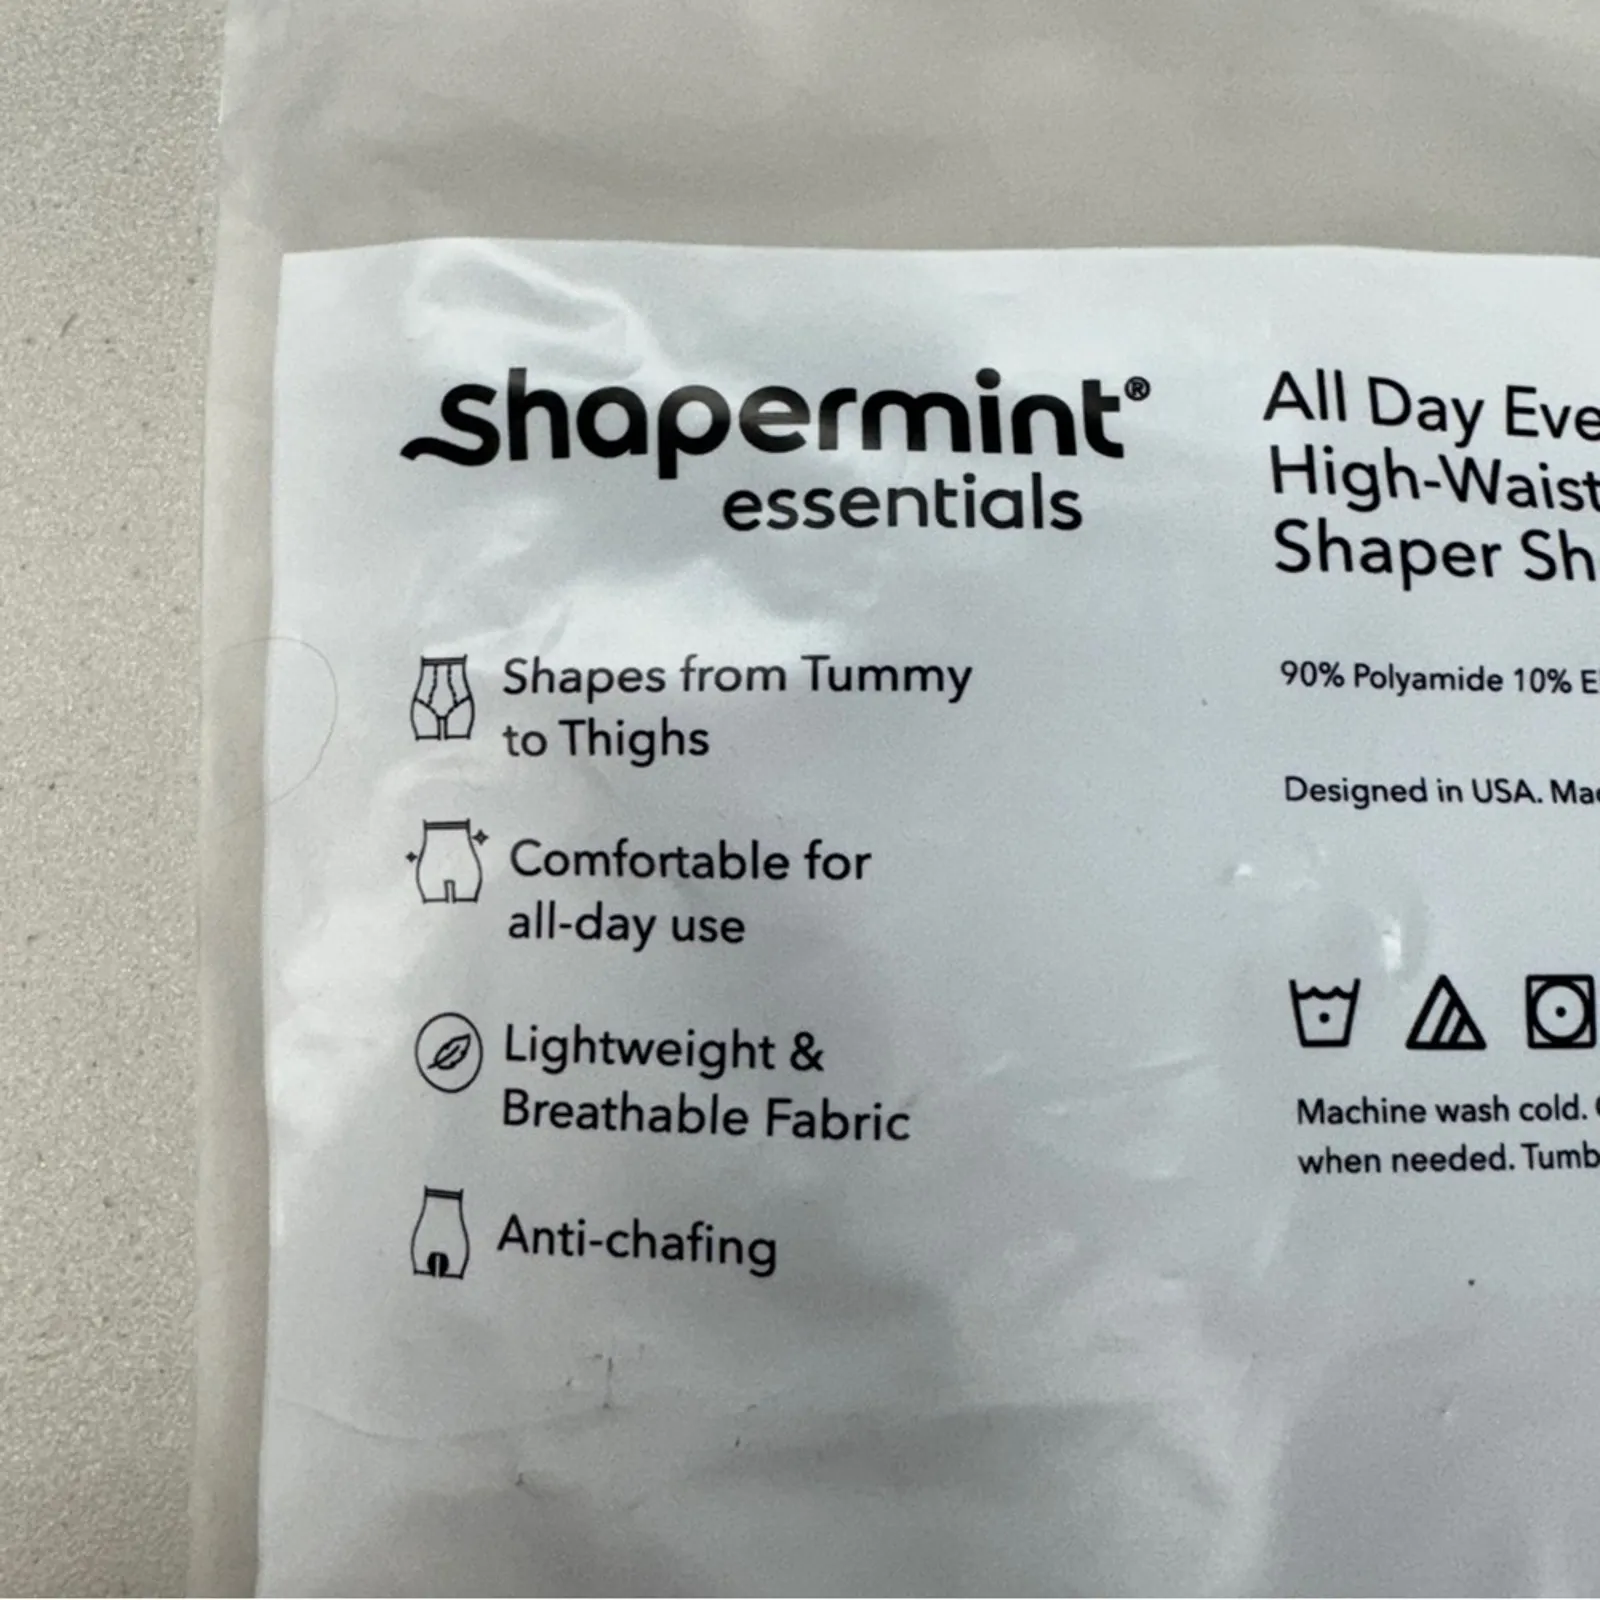 shapermint®
essentials
Shapes from Tummy
to Thighs
Comfortable for
all-day use
Lightweight &
Breathable Fabric
Anti-chafing
All Day Eve
High-Waist
Shaper Sh
90% Polyamide 10% E
Designed in USA. Ma
Machine wash cold.
when needed. Tumb